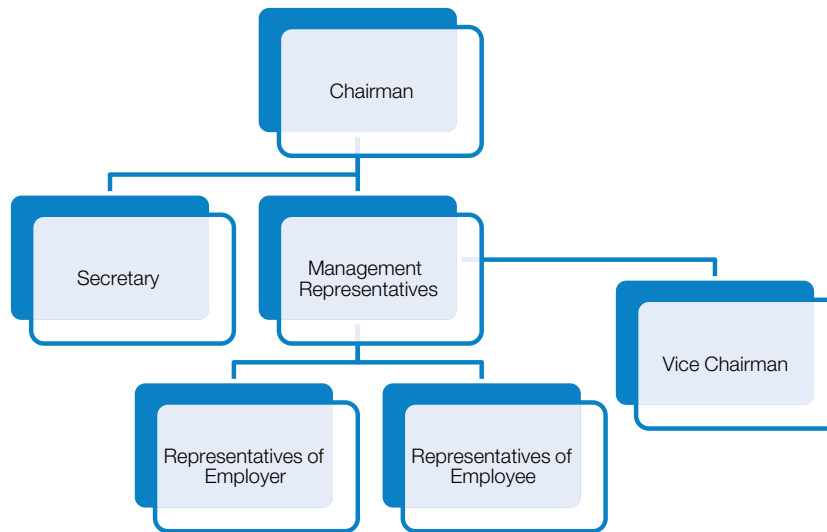 Chairman
Secretary
Management
Representatives
Vice Chairman
Representatives of
Employer
Representatives of
Employee